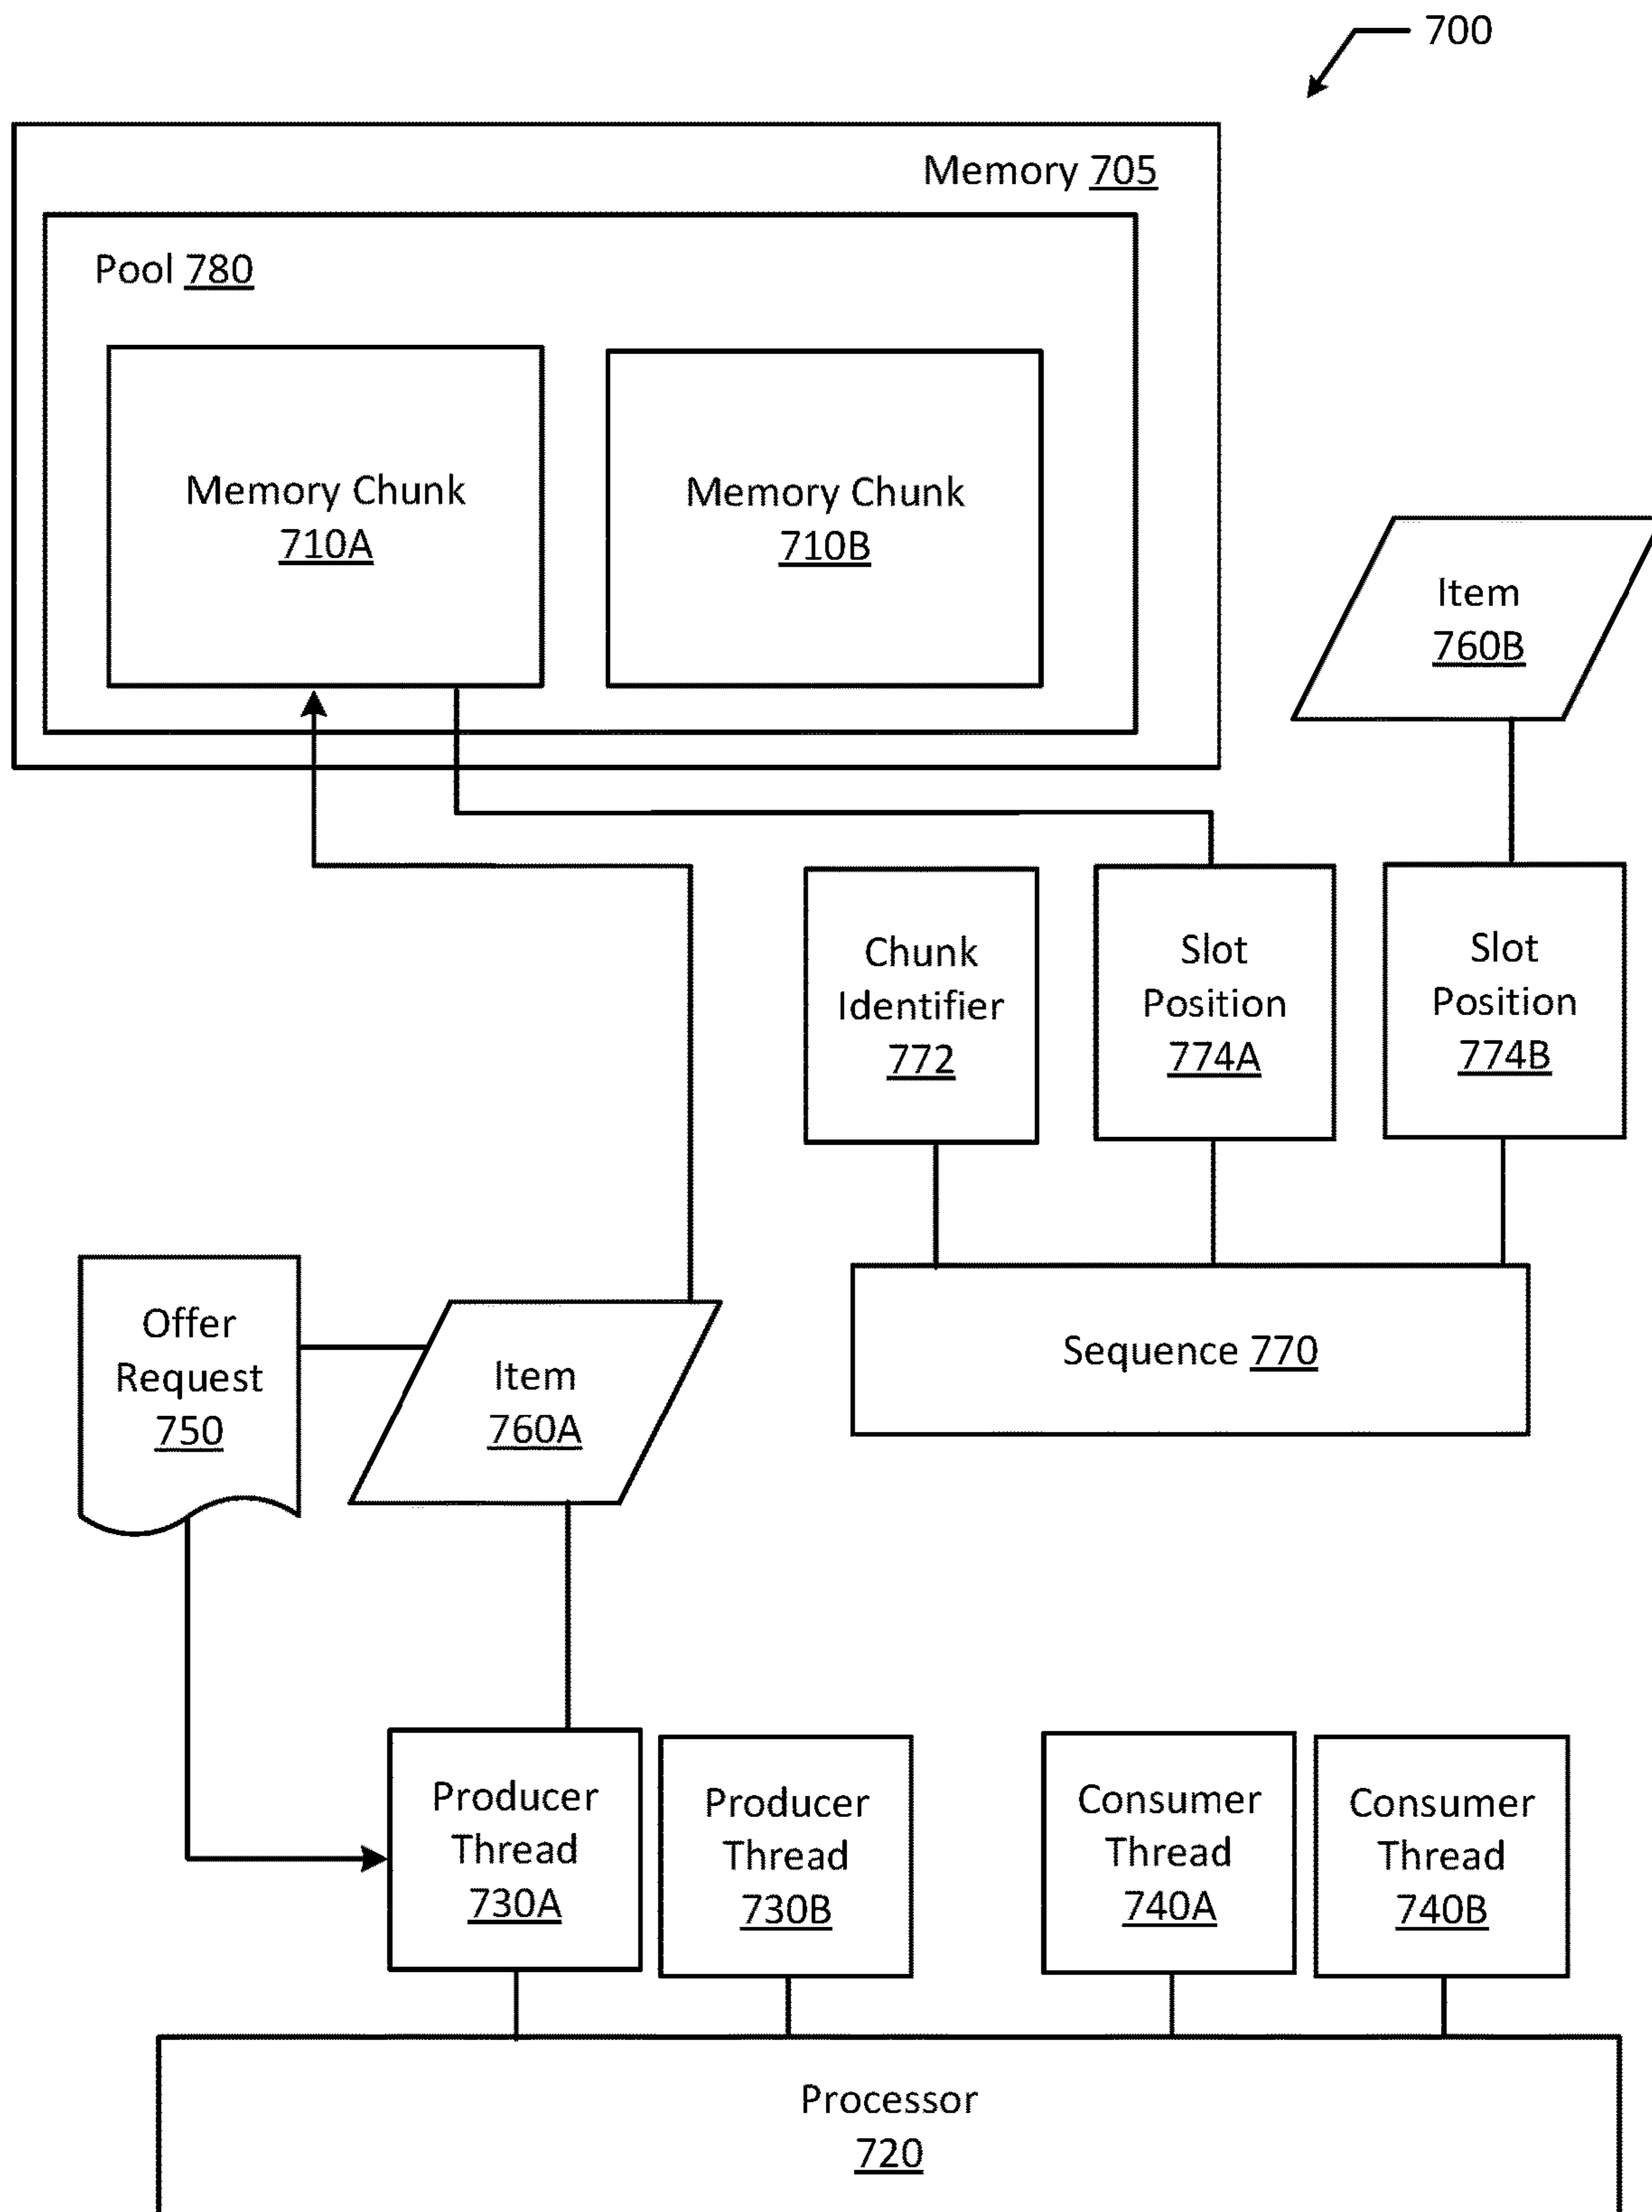 700
Memory 705
Pool 780
Memory Chunk
710A
Memory Chunk
710B
Item
760B
Chunk
Identifier
772
Slot
Position
774A
Slot
Position
774B
Offer
Request
750
Item
760A
Sequence 770
Producer
Thread
730A
Producer
Thread
730B
Consumer
Thread
740A
Consumer
Thread
740B
Processor
720